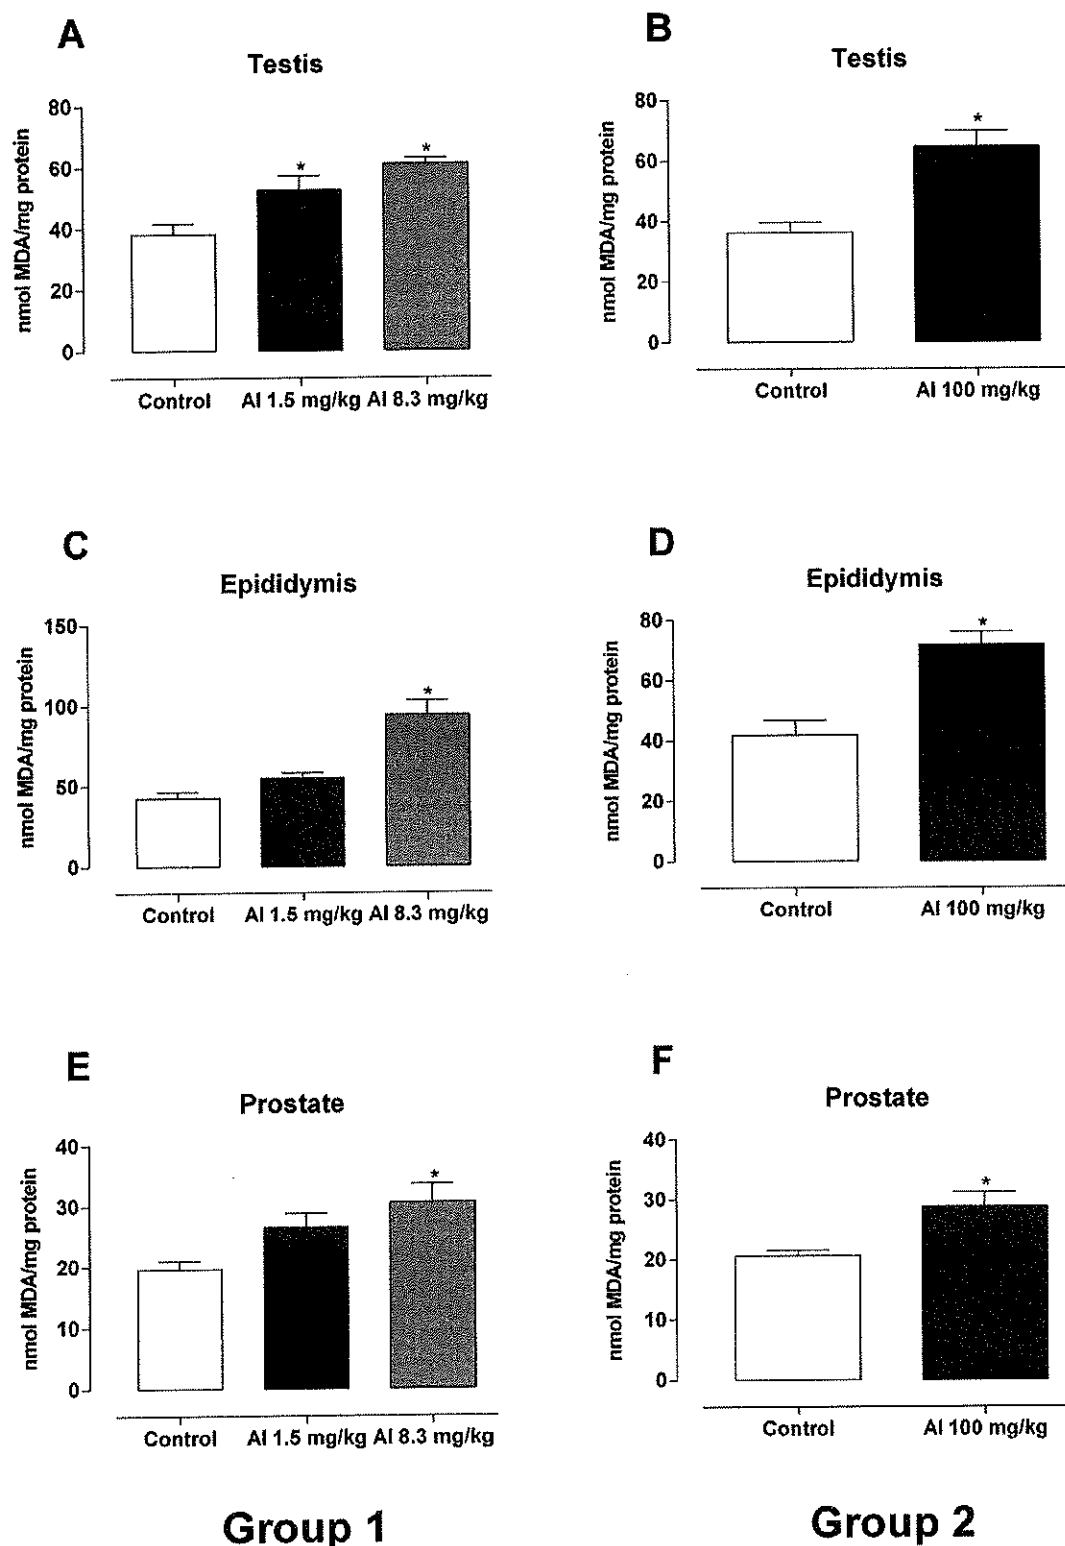 A
Testis
nmol MDA/mg protein
80
60
40
20
0
*
*
Control Al 1.5 mg/kg Al 8.3 mg/kg
B
Testis
nmol MDA/mg protein
80
60
40
20
0
*
Control Al 100 mg/kg
C
Epididymis
nmol MDA/mg protein
150
100
50
0
*
Control Al 1.5 mg/kg Al 8.3 mg/kg
D
Epididymis
nmol MDA/mg protein
80
60
40
20
0
*
Control Al 100 mg/kg
E
Prostate
nmol MDA/mg protein
40
30
20
10
0
*
Control Al 1.5 mg/kg Al 8.3 mg/kg
F
Prostate
nmol MDA/mg protein
40
30
20
10
0
*
Control Al 100 mg/kg
Group 1
Group 2